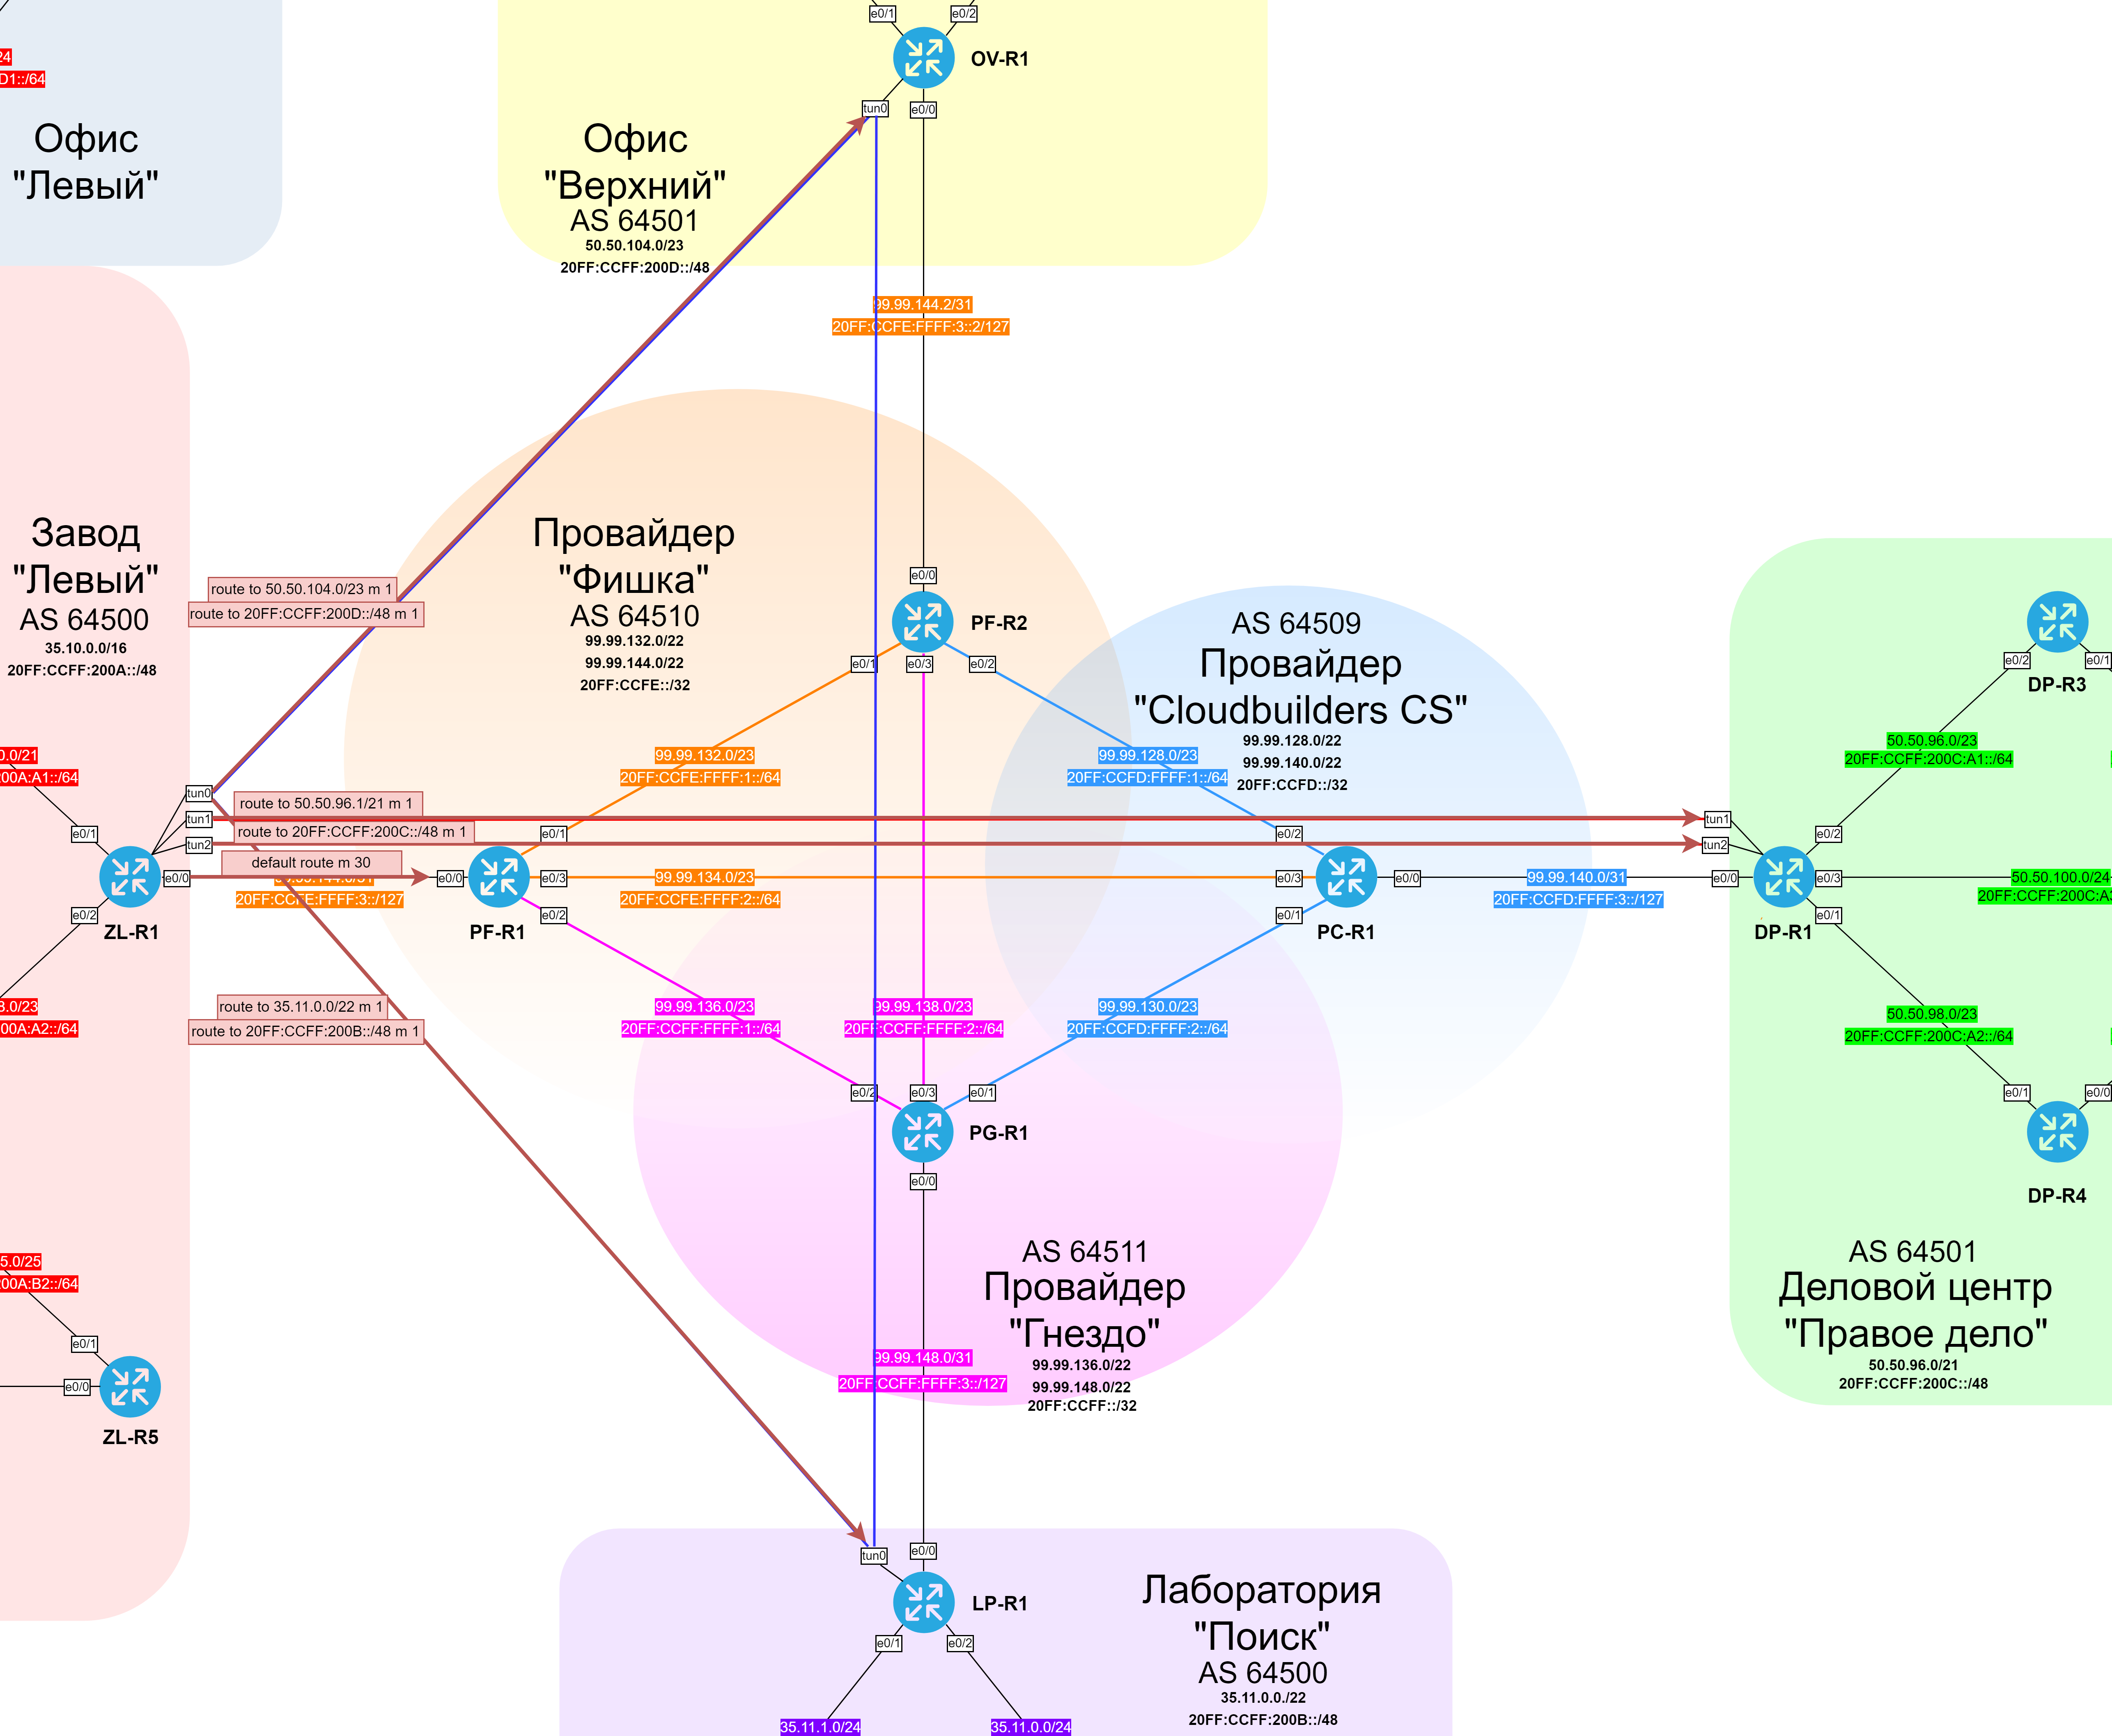 e0/1
e0/2
24
D1::/64
OV-R1
tun0
e0/0
Офис
"Левый"
Офис
"Верхний"
AS 64501
50.50.104.0/23
20FF:CCFF:200D::/48
99.99.144.2/31
20FF:CCFE:FFFF:3::2/127
Завод
"Левый"
AS 64500
35.10.0.0/16
20FF:CCFF:200A::/48
route to 50.50.104.0/23 m 1
route to 20FF:CCFF:200D::/48 m 1
Провайдер
"Фишка"
AS 64510
99.99.132.0/22
99.99.144.0/22
20FF:CCFE::/32
e0/0
PF-R2
e0/1
e0/3
e0/2
AS 64509
Провайдер
"Cloudbuilders CS"
99.99.128.0/22
99.99.140.0/22
20FF:CCFD::/32
DP-R3
e0/2
e0/1
99.99.132.0/23
20FF:CCFE:FFFF:1::/64
99.99.128.0/23
20FF:CCFD:FFFF:1::/64
50.50.96.0/23
20FF:CCFF:200C:A1::/64
0.0/21
200A:A1::/64
e0/1
tun0
tun1
tun2
route to 50.50.96.1/21 m 1
route to 20FF:CCFF:200C::/48 m 1
default route m 30
e0/0
20FF:CCFE:FFFF:3::/127
e0/2
ZL-R1
e0/0
e0/1
e0/3
e0/2
PF-R1
99.99.134.0/23
20FF:CCFE:FFFF:2::/64
e0/2
e0/3
e0/1
e0/0
PC-R1
99.99.140.0/31
20FF:CCFD:FFFF:3::/127
tun1
tun2
e0/0
e0/2
e0/3
e0/1
DP-R1
50.50.100.0/24
20FF:CCFF:200C:A3
3.0/23
00A:A2::/64
route to 35.11.0.0/22 m 1
route to 20FF:CCFF:200B::/48 m 1
99.99.136.0/23
20FF:CCFF:FFFF:1::/64
99.99.138.0/23
20FF:CCFF:FFFF:2::/64
99.99.130.0/23
20FF:CCFD:FFFF:2::/64
50.50.98.0/23
20FF:CCFF:200C:A2::/64
e0/2
e0/3
e0/1
PG-R1
e0/0
e0/1
e0/0
DP-R4
AS 64511
Провайдер
"Гнездо"
99.99.136.0/22
99.99.148.0/22
20FF:CCFF::/32
99.99.148.0/31
20FF:CCFF:FFFF:3::/127
AS 64501
Деловой центр
"Правое дело"
50.50.96.0/21
20FF:CCFF:200C::/48
5.0/25
00A:B2::/64
e0/1
e0/0
ZL-R5
tun0
e0/0
LP-R1
e0/1
e0/2
Лаборатория
"Поиск"
AS 64500
35.11.0.0./22
20FF:CCFF:200B::/48
35.11.1.0/24
35.11.0.0/24